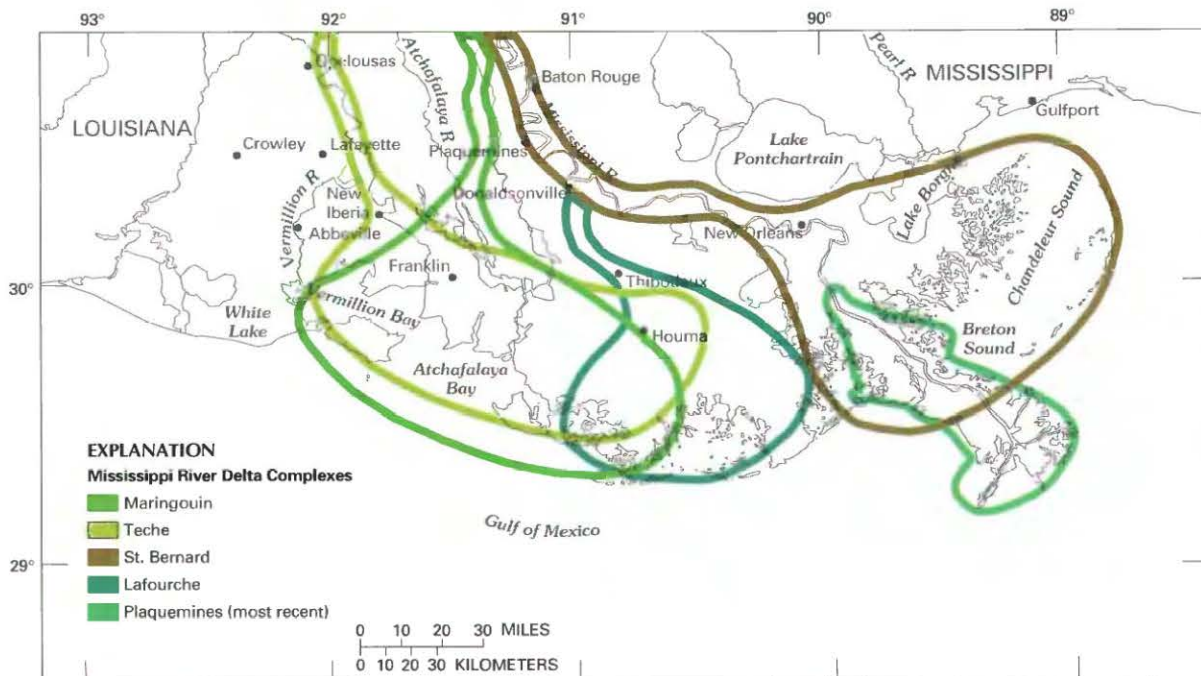 93°
92°
91°
90°
89°
Opelousas
Atchafalaya R
Baton Rouge
Pearl R
MISSISSIPPI
Gulfport
LOUISIANA
Crowley
Lafayette
Plaquemines
Mississippi R
Lake
Pontchartrain
Vermillion R
New
Iberia
Donaldsonville
Lake Borgne
Chandeleur Sound
Abbeville
New Orleans
Franklin
Thibodaux
30°
White
Lake
Vermillion Bay
Houma
Breton
Sound
Atchafalaya
Bay
EXPLANATION
Mississippi River Delta Complexes
Maringouin
Teche
St. Bernard
Lafourche
Plaquemines (most recent)
Gulf of Mexico
29°
0 10 20 30 MILES
0 10 20 30 KILOMETERS